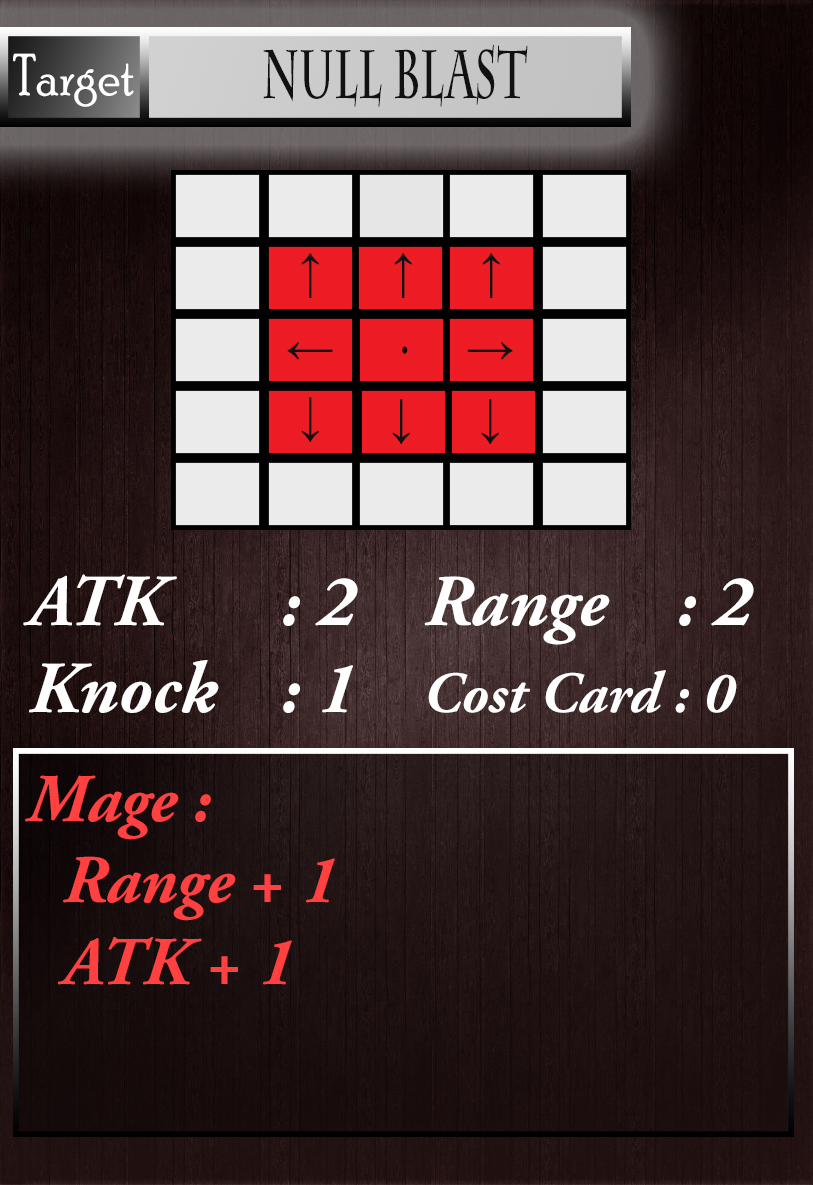 Target NULL BLAST
↑ ↑ ↑
← · →
↓ ↓ ↓
ATK : 2 Range : 2
Knock : 1 Cost Card : 0
Mage :
Range + 1
ATK + 1